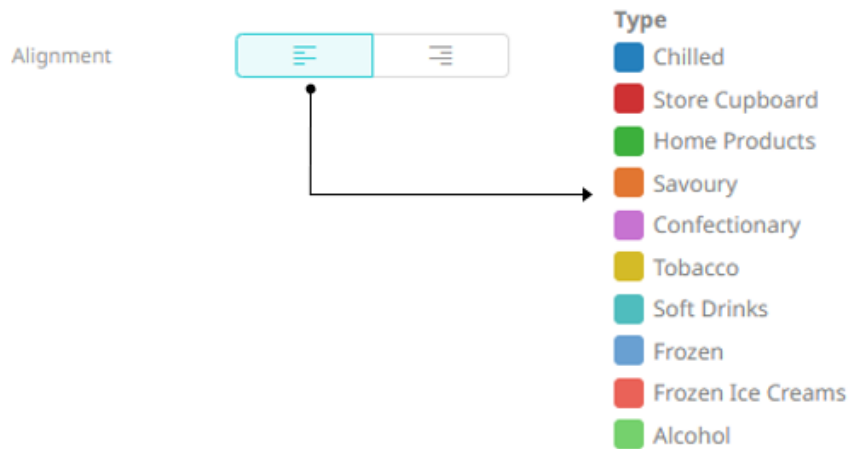 Alignment
Type
Chilled
Store Cupboard
Home Products
Savoury
Confectionary
Tobacco
Soft Drinks
Frozen
Frozen Ice Creams
Alcohol